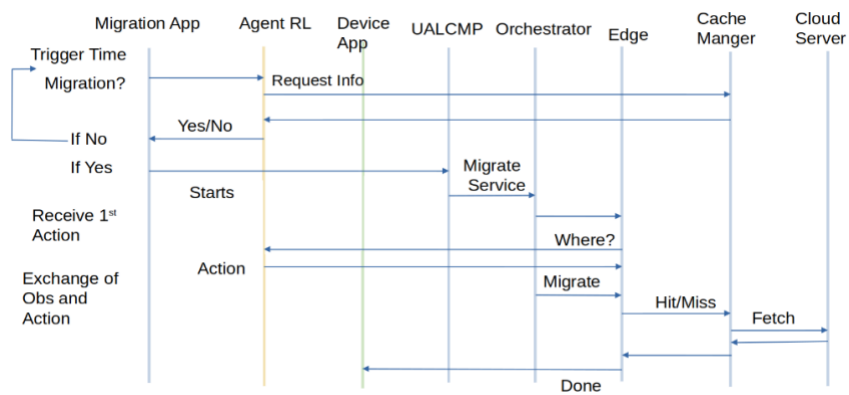 Migration App
Agent RL
Device
App
UALCMP
Orchestrator
Edge
Cache
Manger
Cloud
Server
Trigger Time
Migration?
Request Info
Yes/No
If No
If Yes
Migrate
Service
Starts
Receive 1st
Action
Where?
Action
Exchange of
Obs and
Action
Migrate
Hit/Miss
Fetch
Done